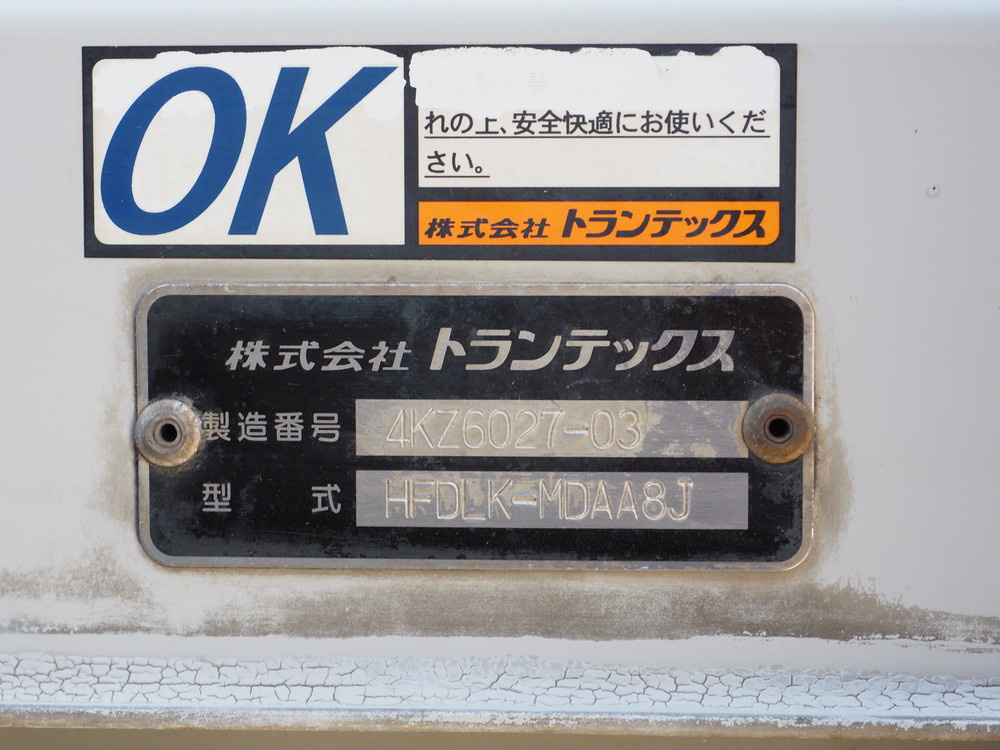 OK
れの上、安全快適にお使いくだ
さい。
株式会社 トランテックス
株式会社 トランテックス
製造番号 4KZ6027-03
型式 HFDLK-MDAA8J